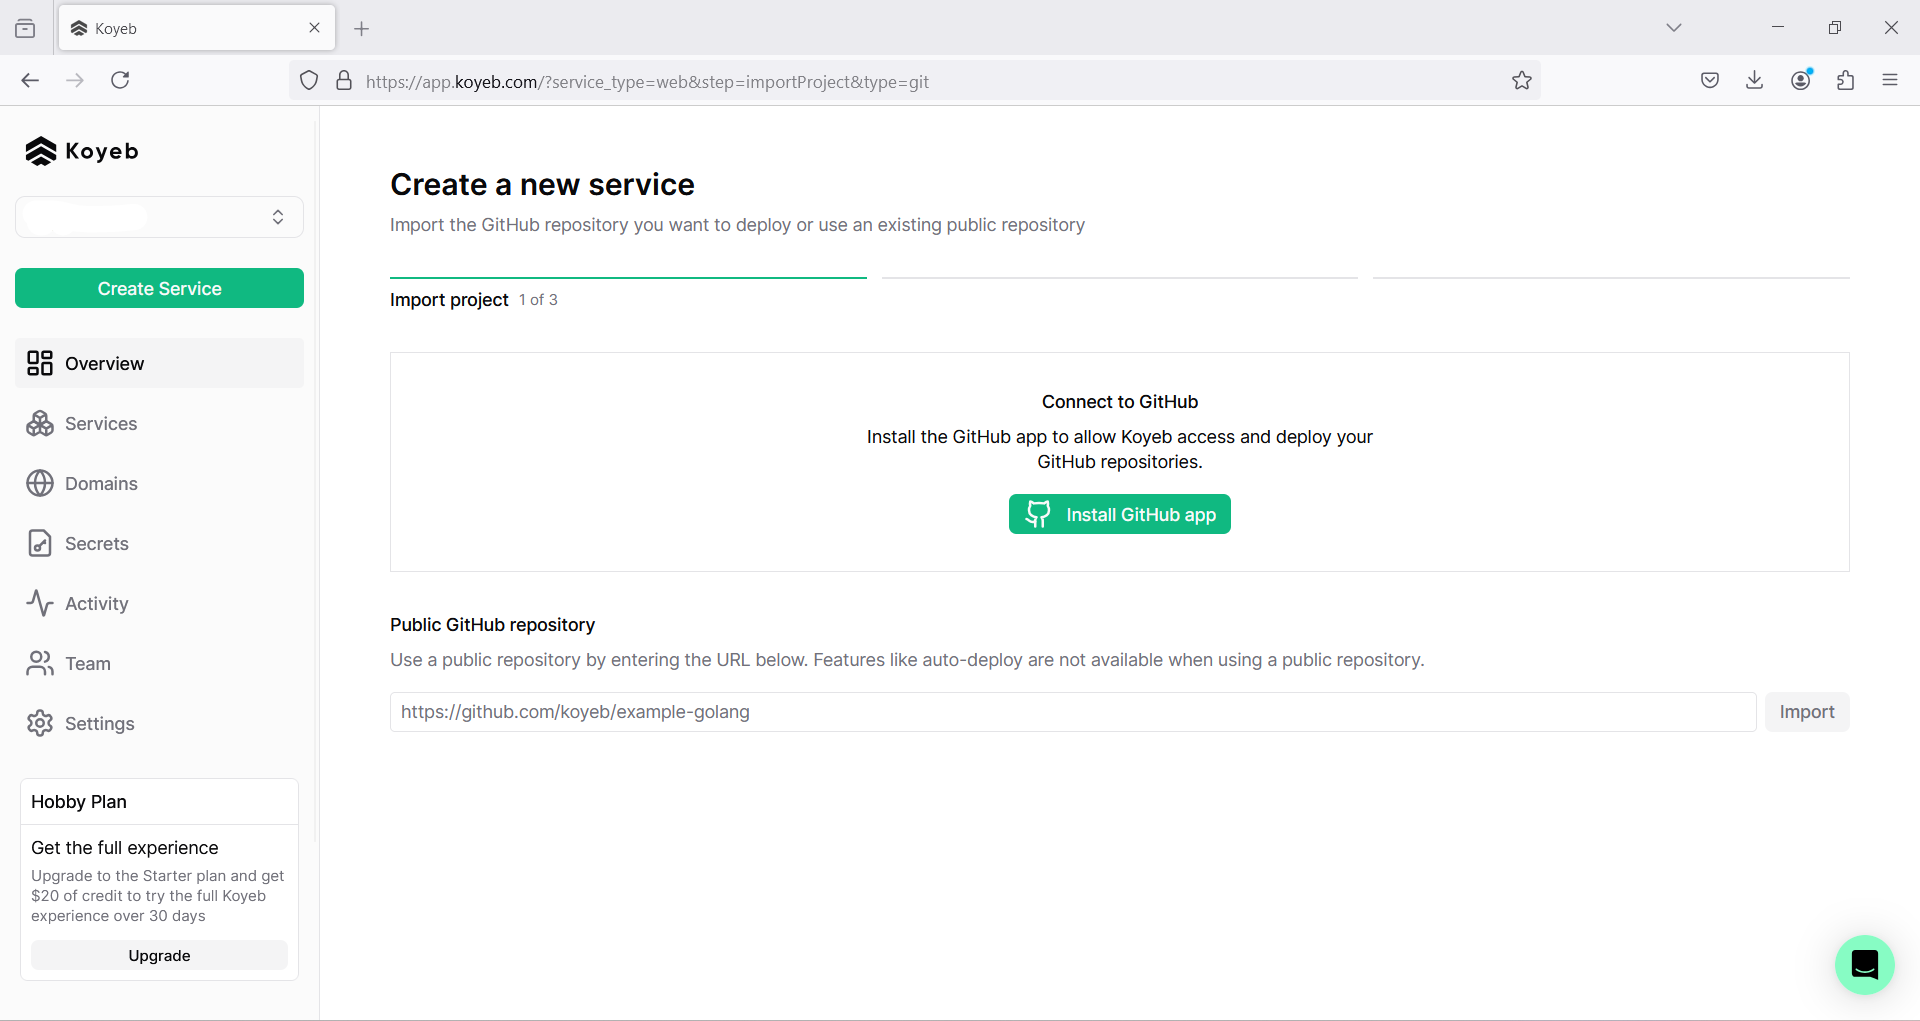 Koyeb
https://app.koyeb.com/?service_type=web&step=importProject&type=git
Koyeb
Create Service
Overview
Services
Domains
Secrets
Activity
Team
Settings
Hobby Plan
Get the full experience
Upgrade to the Starter plan and get
$20 of credit to try the full Koyeb
experience over 30 days
Upgrade
Create a new service
Import the GitHub repository you want to deploy or use an existing public repository
Import project 1 of 3
Connect to GitHub
Install the GitHub app to allow Koyeb access and deploy your
GitHub repositories.
Install GitHub app
Public GitHub repository
Use a public repository by entering the URL below. Features like auto-deploy are not available when using a public repository.
https://github.com/koyeb/example-golang
Import